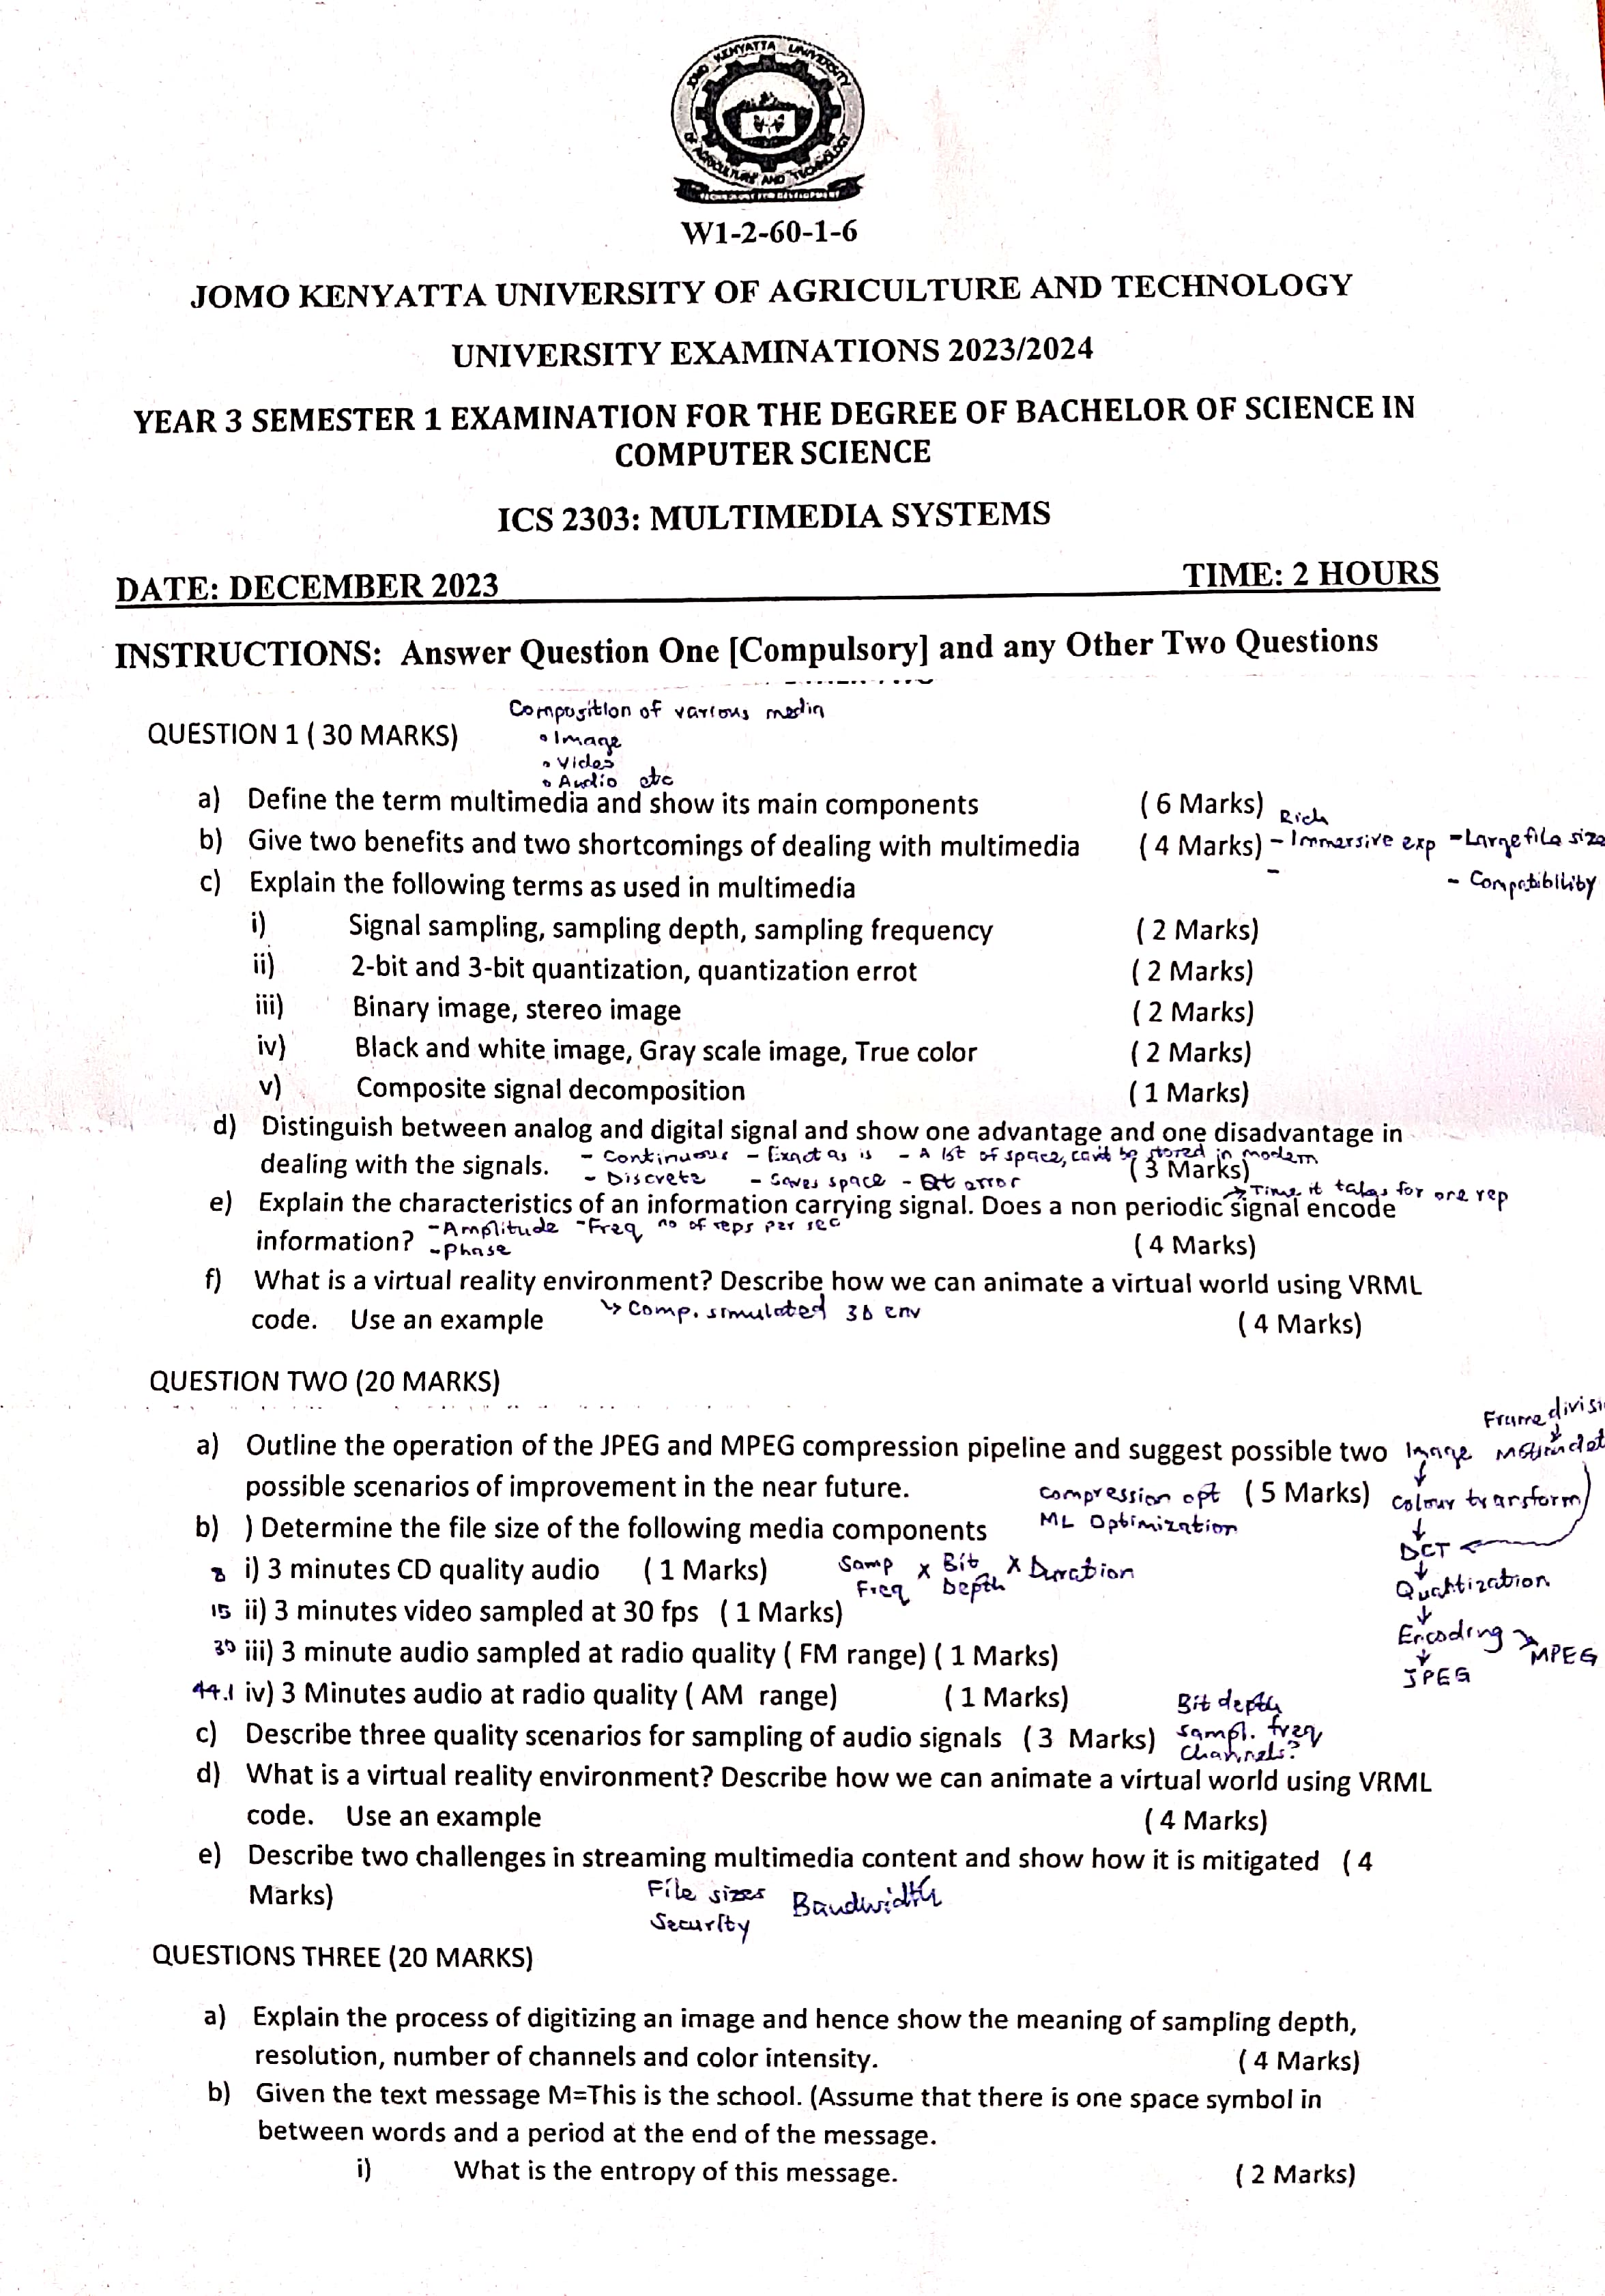 JOMO KENYATTA UNIVERSITY
OF AGRICULTURE AND TECHNOLOGY
W1-2-60-1-6
JOMO KENYATTA UNIVERSITY OF AGRICULTURE AND TECHNOLOGY
UNIVERSITY EXAMINATIONS 2023/2024
YEAR 3 SEMESTER 1 EXAMINATION FOR THE DEGREE OF BACHELOR OF SCIENCE IN
COMPUTER SCIENCE
ICS 2303: MULTIMEDIA SYSTEMS
DATE: DECEMBER 2023 TIME: 2 HOURS
INSTRUCTIONS: Answer Question One [Compulsory] and any Other Two Questions
Composition of various media
QUESTION 1 ( 30 MARKS)
• Image
• Video
• Audio etc
a) Define the term multimedia and show its main components ( 6 Marks)
Rich
b) Give two benefits and two shortcomings of dealing with multimedia ( 4 Marks) - Immersive exp - Large file size
- - Compatibility
c) Explain the following terms as used in multimedia
i) Signal sampling, sampling depth, sampling frequency ( 2 Marks)
ii) 2-bit and 3-bit quantization, quantization errot ( 2 Marks)
iii) Binary image, stereo image ( 2 Marks)
iv) Black and white image, Gray scale image, True color ( 2 Marks)
v) Composite signal decomposition ( 1 Marks)
d) Distinguish between analog and digital signal and show one advantage and one disadvantage in
- Continuous - Exact as is - A lot of space, can't be stored in modern
dealing with the signals. ( 3 Marks)
- Discrete - Saves space - error
→ Time it takes for one rep
e) Explain the characteristics of an information carrying signal. Does a non periodic signal encode
- Amplitude - Freq no of reps per sec
information? ( 4 Marks)
- Phase
f) What is a virtual reality environment? Describe how we can animate a virtual world using VRML
↳ Comp. simulated 3D env
code. Use an example ( 4 Marks)
QUESTION TWO (20 MARKS)
Frame
↓
a) Outline the operation of the JPEG and MPEG compression pipeline and suggest possible two Image
↓
possible scenarios of improvement in the near future. compression opt ( 5 Marks) Colour transform
ML Optimization
↓
b) ) Determine the file size of the following media components
DCT
8 i) 3 minutes CD quality audio ( 1 Marks) Samp Freq x Bit Depth x Duration
↓
Quantization
15 ii) 3 minutes video sampled at 30 fps ( 1 Marks)
↓
Encoding → MPEG
30 iii) 3 minute audio sampled at radio quality ( FM range) ( 1 Marks)
↓
JPEG
44.1 iv) 3 Minutes audio at radio quality ( AM range) ( 1 Marks)
Bit depth
c) Describe three quality scenarios for sampling of audio signals ( 3 Marks) Sampl. freq
Channels?
d) What is a virtual reality environment? Describe how we can animate a virtual world using VRML
code. Use an example ( 4 Marks)
e) Describe two challenges in streaming multimedia content and show how it is mitigated ( 4
Marks)
File sizes Bandwidth
Security
QUESTIONS THREE (20 MARKS)
a) Explain the process of digitizing an image and hence show the meaning of sampling depth,
resolution, number of channels and color intensity. ( 4 Marks)
b) Given the text message M=This is the school. (Assume that there is one space symbol in
between words and a period at the end of the message.
i) What is the entropy of this message. ( 2 Marks)